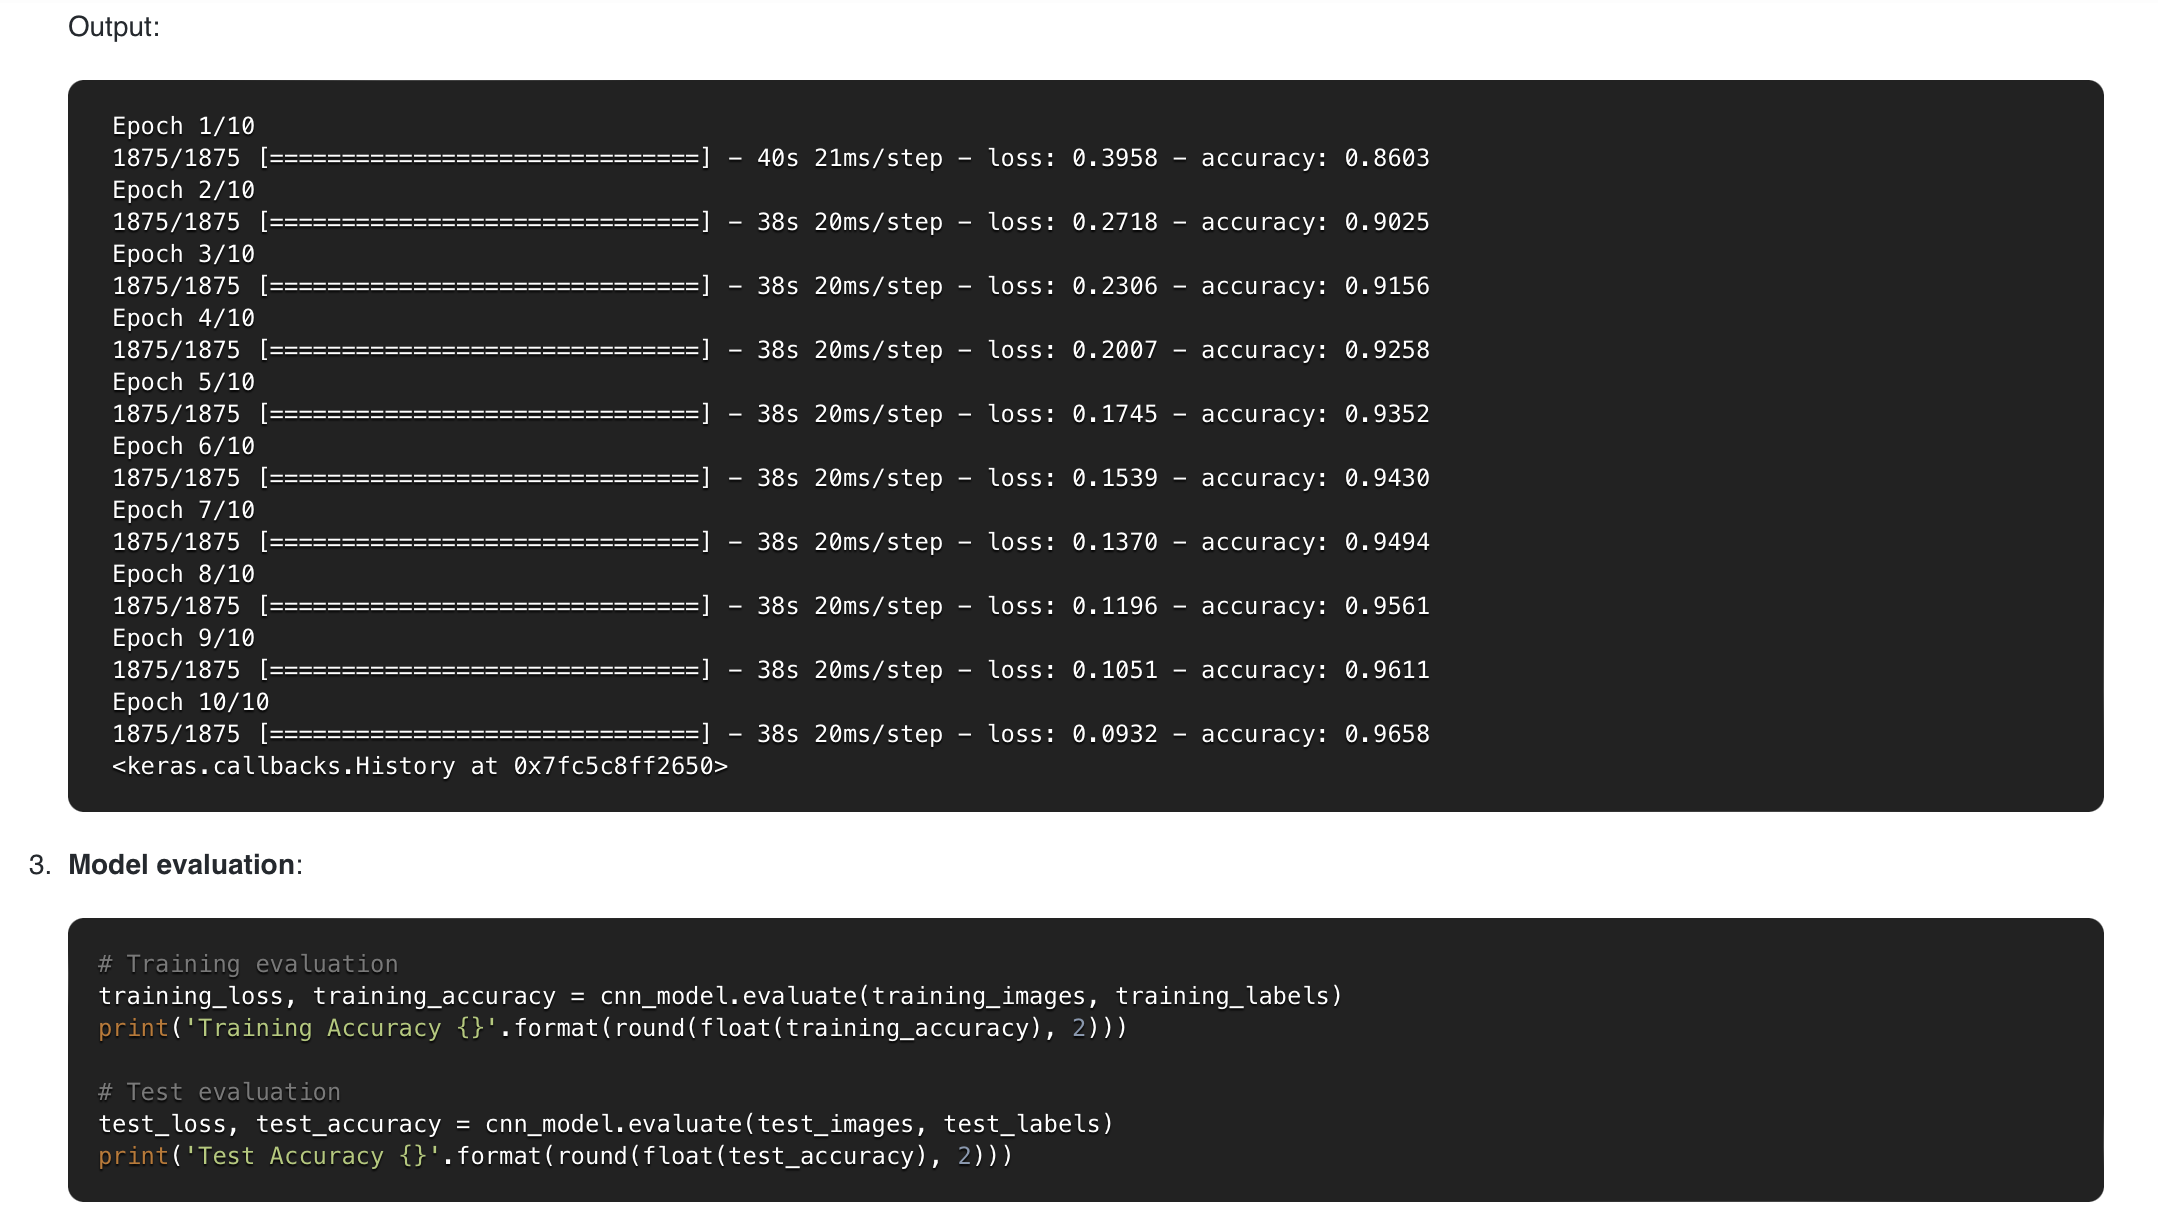 Output:
Epoch 1/10
1875/1875 [==============================] – 40s 21ms/step – loss: 0.3958 – accuracy: 0.8603
Epoch 2/10
1875/1875 [==============================] – 38s 20ms/step – loss: 0.2718 – accuracy: 0.9025
Epoch 3/10
1875/1875 [==============================] – 38s 20ms/step – loss: 0.2306 – accuracy: 0.9156
Epoch 4/10
1875/1875 [==============================] – 38s 20ms/step – loss: 0.2007 – accuracy: 0.9258
Epoch 5/10
1875/1875 [==============================] – 38s 20ms/step – loss: 0.1745 – accuracy: 0.9352
Epoch 6/10
1875/1875 [==============================] – 38s 20ms/step – loss: 0.1539 – accuracy: 0.9430
Epoch 7/10
1875/1875 [==============================] – 38s 20ms/step – loss: 0.1370 – accuracy: 0.9494
Epoch 8/10
1875/1875 [==============================] – 38s 20ms/step – loss: 0.1196 – accuracy: 0.9561
Epoch 9/10
1875/1875 [==============================] – 38s 20ms/step – loss: 0.1051 – accuracy: 0.9611
Epoch 10/10
1875/1875 [==============================] – 38s 20ms/step – loss: 0.0932 – accuracy: 0.9658
<keras.callbacks.History at 0x7fc5c8ff2650>
3. Model evaluation:
# Training evaluation
training_loss, training_accuracy = cnn_model.evaluate(training_images, training_labels)
print('Training Accuracy {}'.format(round(float(training_accuracy), 2)))
# Test evaluation
test_loss, test_accuracy = cnn_model.evaluate(test_images, test_labels)
print('Test Accuracy {}'.format(round(float(test_accuracy), 2)))